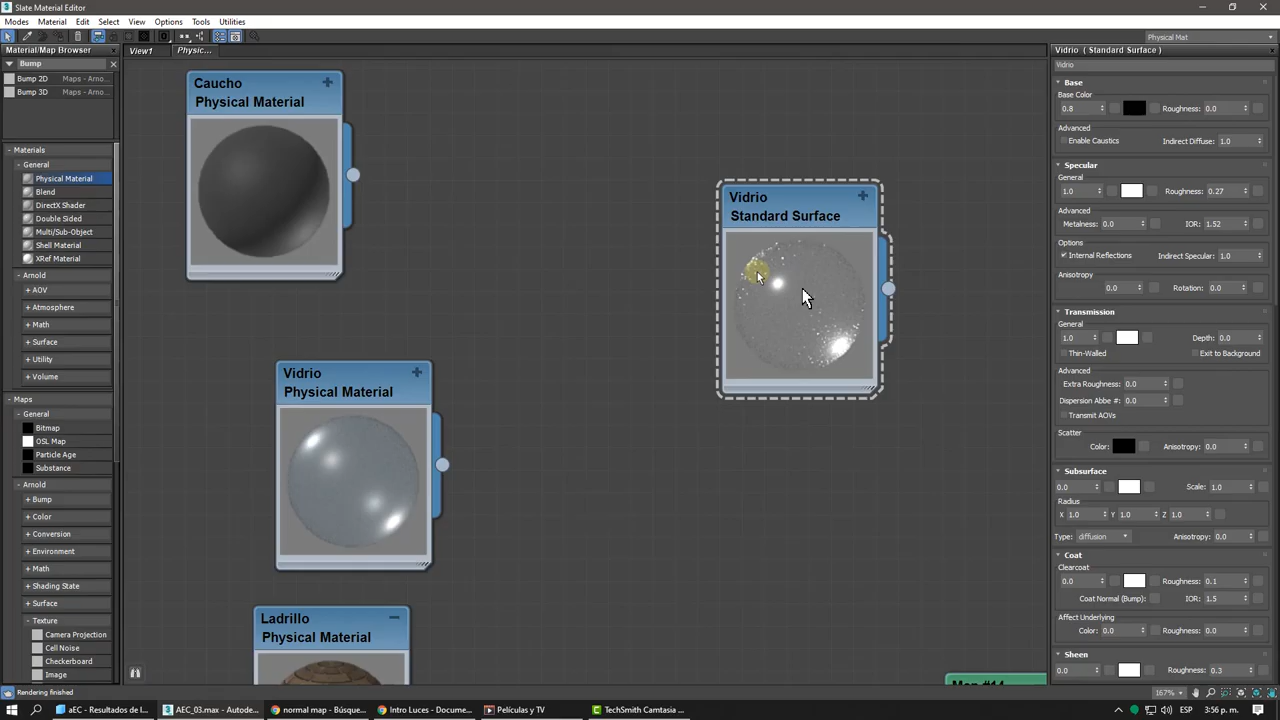 Slate Material Editor
Modes Material Edit Select View Options Tools Utilities
Physical Mat
Material/Map Browser
View1
Physic...
Vidrio ( Standard Surface )
Bump
Vidrio
Bump 2D Maps - Arno...
Bump 3D Maps - Arno...
Materials
General
Physical Material
Blend
DirectX Shader
Double Sided
Multi/Sub-Object
Shell Material
XRef Material
Arnold
+ AOV
+ Atmosphere
+ Math
+ Surface
+ Utility
+ Volume
Maps
General
Bitmap
OSL Map
Particle Age
Substance
Arnold
+ Bump
+ Color
+ Conversion
+ Environment
+ Math
+ Shading State
+ Surface
Texture
Camera Projection
Cell Noise
Checkerboard
Image
Caucho
Physical Material
Vidrio
Physical Material
Ladrillo
Physical Material
Vidrio
Standard Surface
Map #14
Base
Base Color
0.8 Roughness: 0.0
Advanced
Enable Caustics Indirect Diffuse: 1.0
Specular
General
1.0 Roughness: 0.27
Advanced
Metalness: 0.0 IOR: 1.52
Options
Internal Reflections Indirect Specular: 1.0
Anisotropy
0.0 Rotation: 0.0
Transmission
General
1.0 Depth: 0.0
Thin-Walled Exit to Background
Advanced
Extra Roughness: 0.0
Dispersion Abbe #: 0.0
Transmit AOVs
Scatter
Color: Anisotropy: 0.0
Subsurface
0.0 Scale: 1.0
Radius
X 1.0 Y 1.0 Z 1.0
Type: diffusion Anisotropy: 0.0
Coat
Clearcoat
0.0 Roughness: 0.1
Coat Normal (Bump): IOR: 1.5
Affect Underlying
Color: 0.0 Roughness: 0.0
Sheen
0.0 Roughness: 0.3
Rendering finished
167%
aEC - Resultados de l...
AEC_03.max - Autode...
normal map - Búsque...
Intro Luces - Docume...
Películas y TV
TechSmith Camtasia ...
ESP
3:56 p. m.